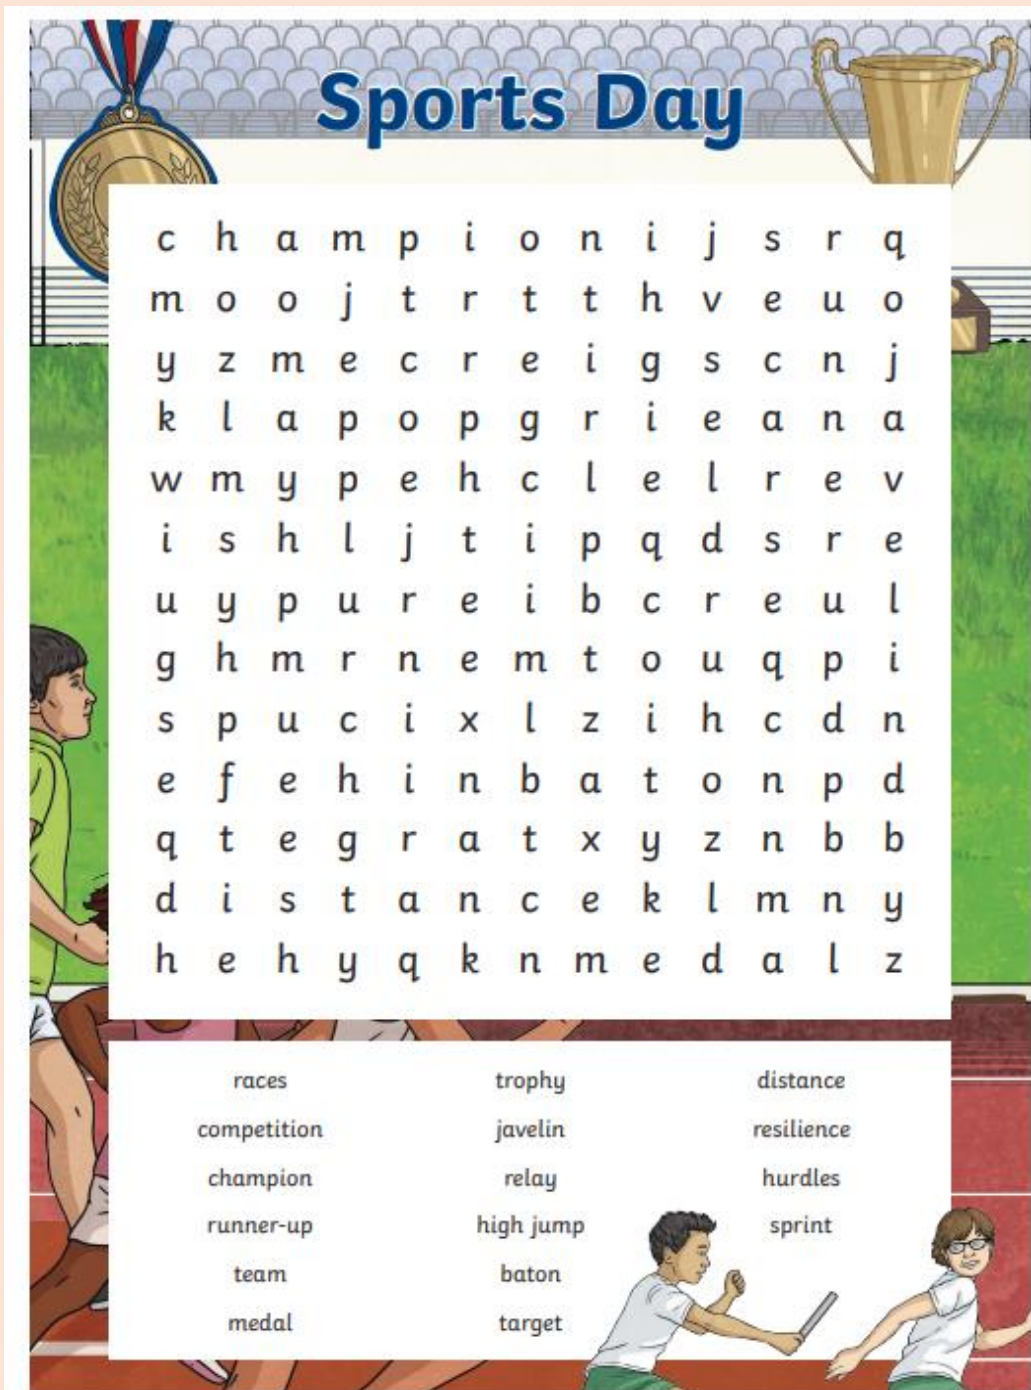 Sports Day
c h a m p i o n i j s r q
m o o j t r t t h v e u o
y z m e c r e i g s c n j
k l a p o p g r i e a n a
w m y p e h c l e l r e v
i s h l j t i p q d s r e
u y p u r e i b c r e u l
g h m r n e m t o u q p i
s p u c i x l z i h c d n
e f e h i n b a t o n p d
q t e g r a t x y z n b b
d i s t a n c e k l m n y
h e h y q k n m e d a l z
races trophy distance
competition javelin resilience
champion relay hurdles
runner-up high jump sprint
team baton
medal target